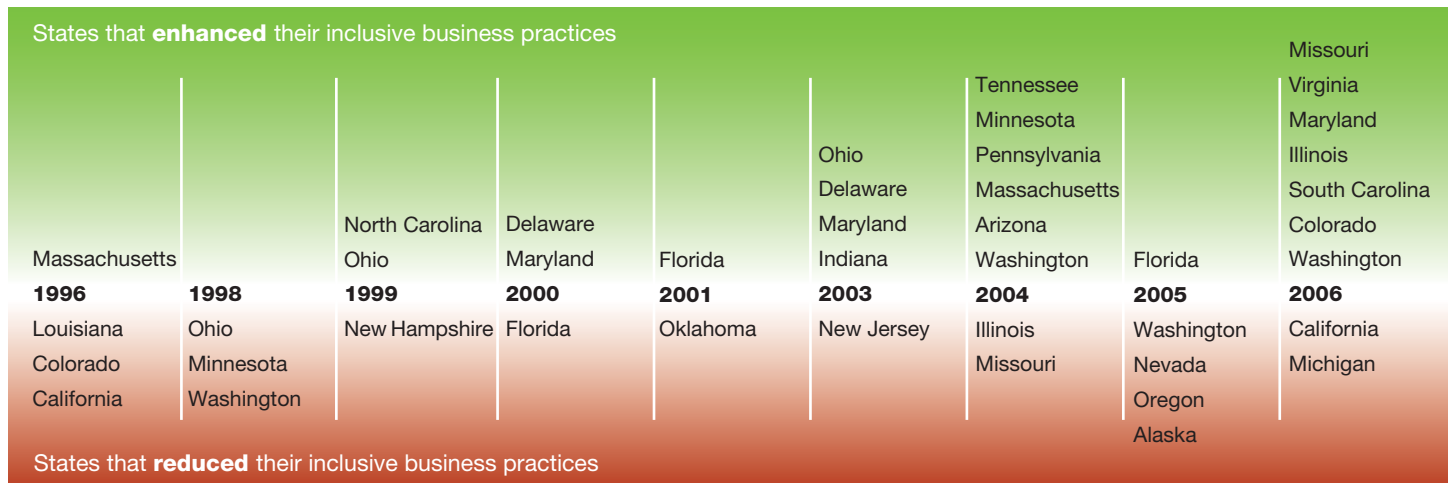 States that enhanced their inclusive business practices
Massachusetts
1996
Louisiana
Colorado
California
1998
Ohio
Minnesota
Washington
North Carolina
Ohio
1999
New Hampshire
Delaware
Maryland
2000
Florida
Florida
2001
Oklahoma
Ohio
Delaware
Maryland
Indiana
2003
New Jersey
Tennessee
Minnesota
Pennsylvania
Massachusetts
Arizona
Washington
2004
Illinois
Missouri
Florida
2005
Washington
Nevada
Oregon
Alaska
Missouri
Virginia
Maryland
Illinois
South Carolina
Colorado
Washington
2006
California
Michigan
States that reduced their inclusive business practices